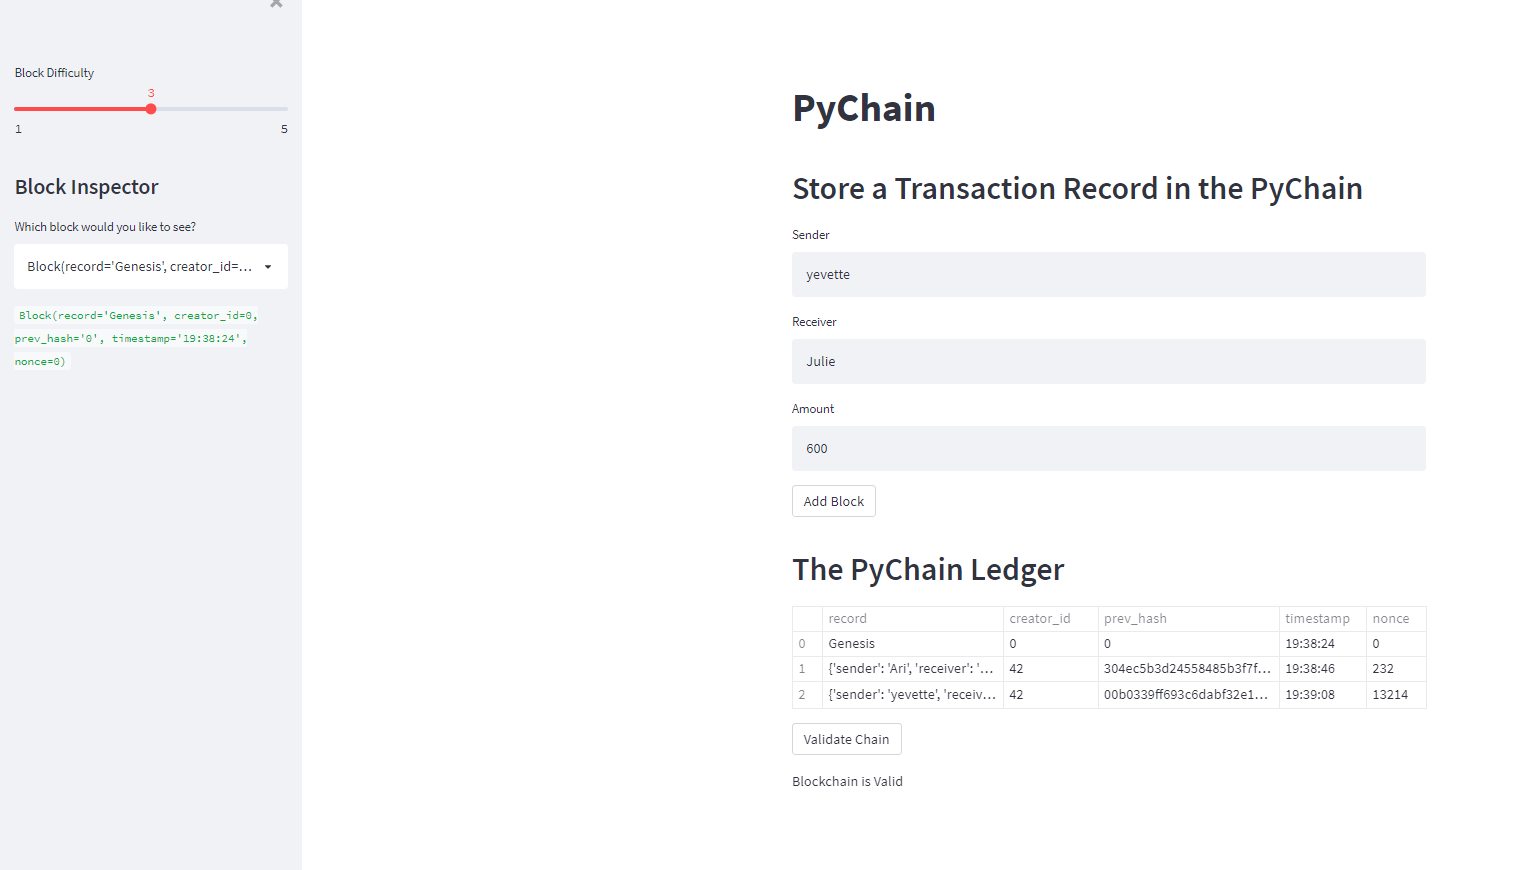 Block Difficulty
3
1 5
Block Inspector
Which block would you like to see?
Block(record='Genesis', creator_id=...
Block(record='Genesis', creator_id=0,
prev_hash='0', timestamp='19:38:24',
nonce=0)
PyChain
Store a Transaction Record in the PyChain
Sender
yevette
Receiver
Julie
Amount
600
Add Block
The PyChain Ledger
record creator_id prev_hash timestamp nonce
0 Genesis 0 0 19:38:24 0
1 {'sender': 'Ari', 'receiver': '... 42 304ec5b3d24558485b3f7f... 19:38:46 232
2 {'sender': 'yevette', 'receiv... 42 00b0339ff693c6dabf32e1... 19:39:08 13214
Validate Chain
Blockchain is Valid